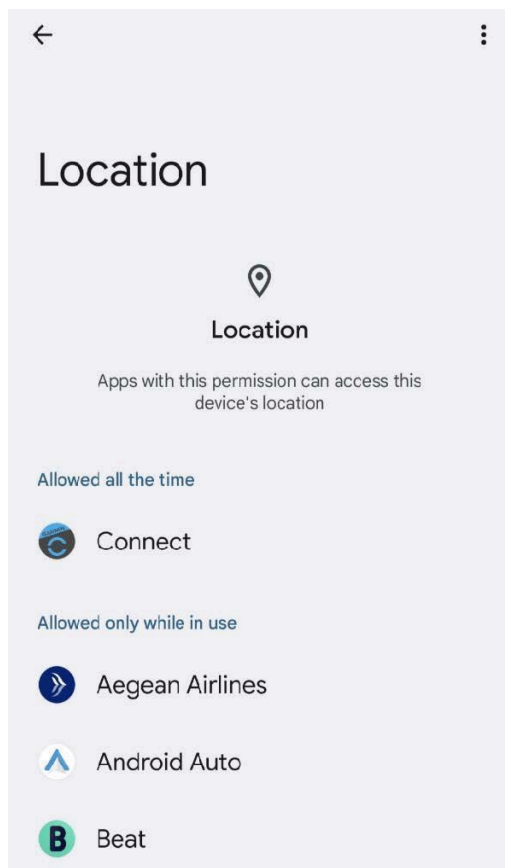 Location
Location
Apps with this permission can access this
device's location
Allowed all the time
Connect
Allowed only while in use
Aegean Airlines
Android Auto
B
Beat